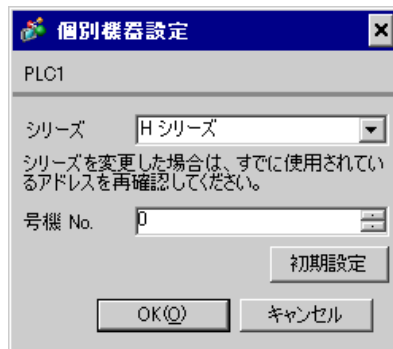 個別機器設定
PLC1
シリーズ H シリーズ
シリーズを変更した場合は、すでに使用されてい
るアドレスを再確認してください。
号機 No. 0
初期設定
OK(O) キャンセル